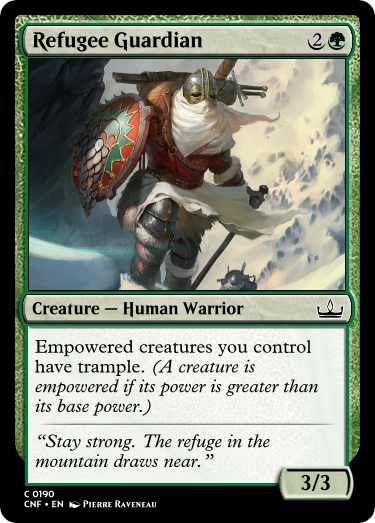 Refugee Guardian 2
Creature — Human Warrior
Empowered creatures you control
have trample. (A creature is
empowered if its power is greater than
its base power.)
“Stay strong. The refuge in the
mountain draws near.”
3/3
C 0190
CNF • EN Pierre Raveneau